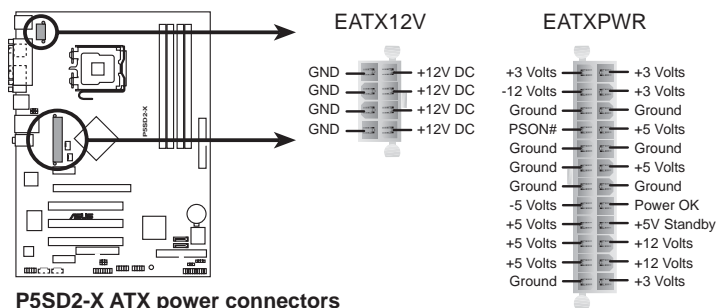 EATX12V
GND +12V DC
GND +12V DC
GND +12V DC
GND +12V DC
EATXPWR
+3 Volts +3 Volts
-12 Volts +3 Volts
Ground Ground
PSON# +5 Volts
Ground Ground
Ground +5 Volts
Ground Ground
-5 Volts Power OK
+5 Volts +5V Standby
+5 Volts +12 Volts
+5 Volts +12 Volts
Ground +3 Volts
P5SD2-X
ASUS
P5SD2-X ATX power connectors